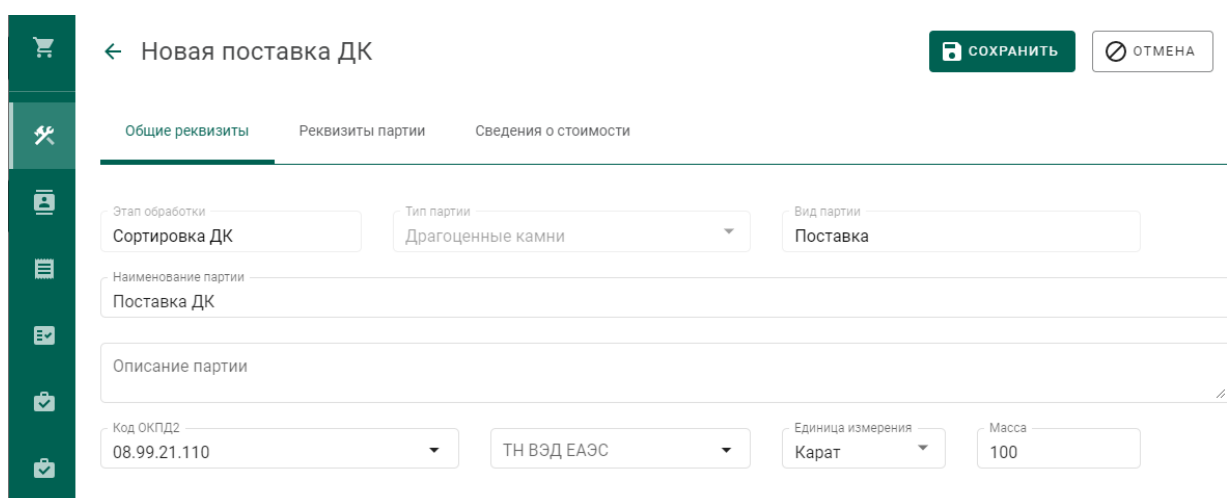 Новая поставка ДК
СОХРАНИТЬ
ОТМЕНА
Общие реквизиты
Реквизиты партии
Сведения о стоимости
Этап обработки
Сортировка ДК
Тип партии
Драгоценные камни
Вид партии
Поставка
Наименование партии
Поставка ДК
Описание партии
Код ОКПД2
08.99.21.110
ТН ВЭД ЕАЭС
Единица измерения
Карат
Масса
100